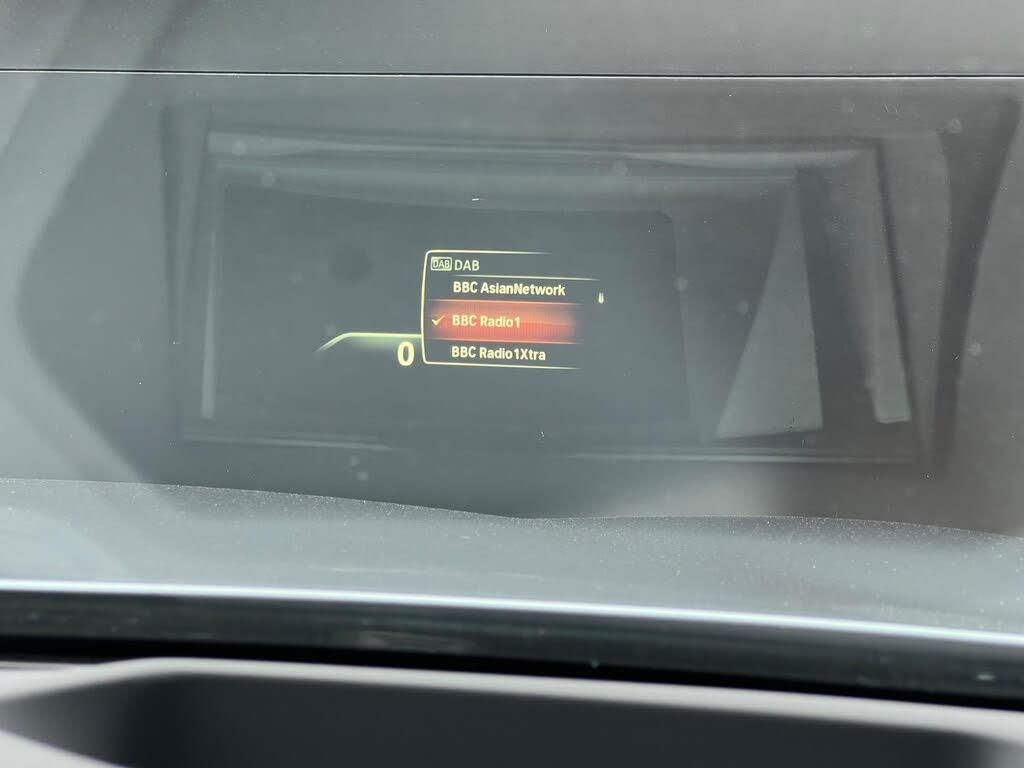 DAB DAB
BBC AsianNetwork
BBC Radio1
0
BBC Radio1Xtra